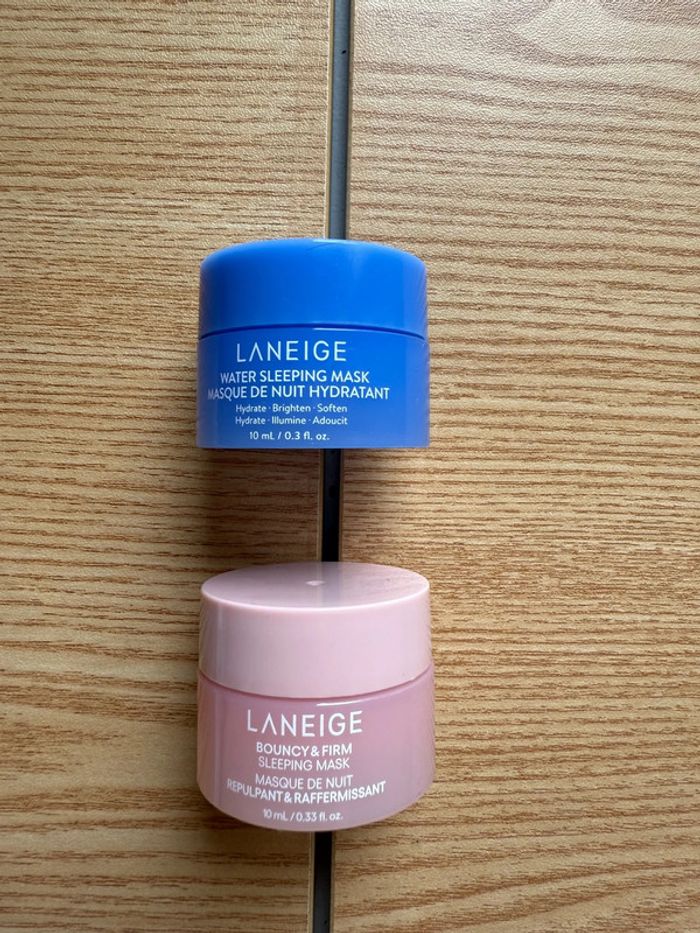 LANEIGE
WATER SLEEPING MASK
MASQUE DE NUIT HYDRATANT
Hydrate · Brighten · Soften
Hydrate · Illumine · Adoucit
10 mL / 0.3 fl. oz.
LANEIGE
BOUNCY & FIRM
SLEEPING MASK
MASQUE DE NUIT
REPULPANT & RAFFERMISSANT
10 mL / 0.33 fl. oz.